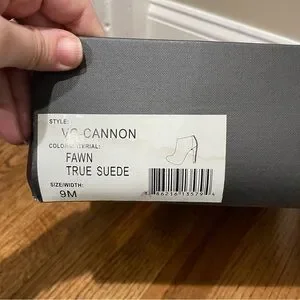 STYLE:
VC-CANNON
COLOR/MATERIAL:
FAWN
TRUE SUEDE
SIZE/WIDTH:
9M